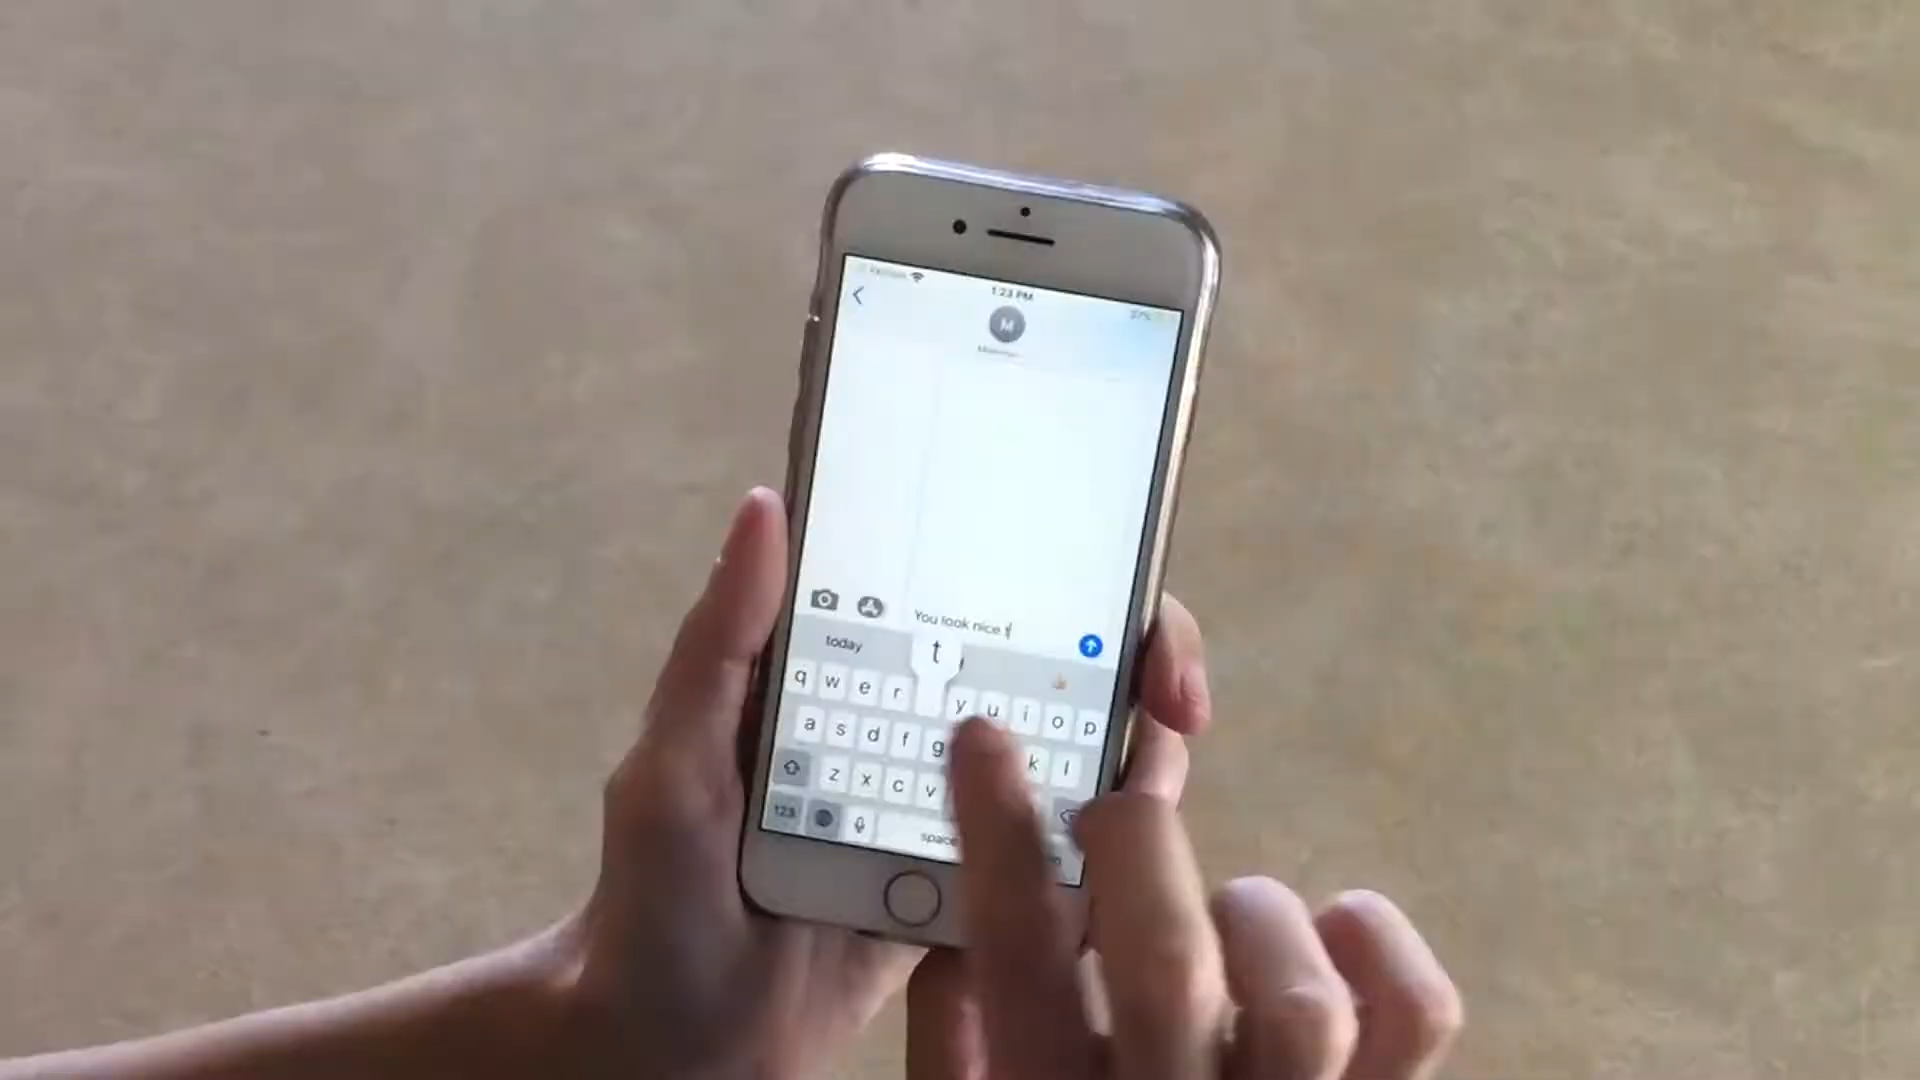 1:23 PM
M
You look nice t
today
t
q w e r y u i o p
a s d f g k l
z x c v
123 space